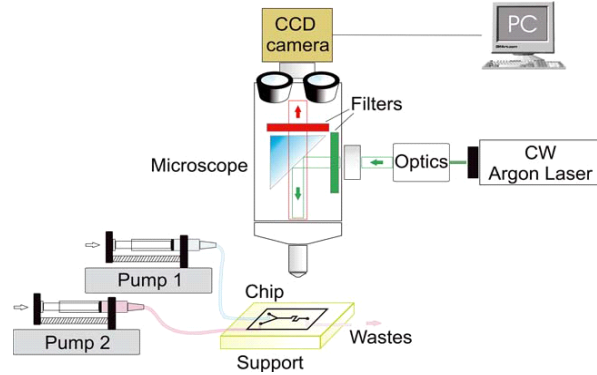 CCD
camera
PC
Filters
Microscope
Optics
CW
Argon Laser
Pump 1
Chip
Pump 2
Wastes
Support